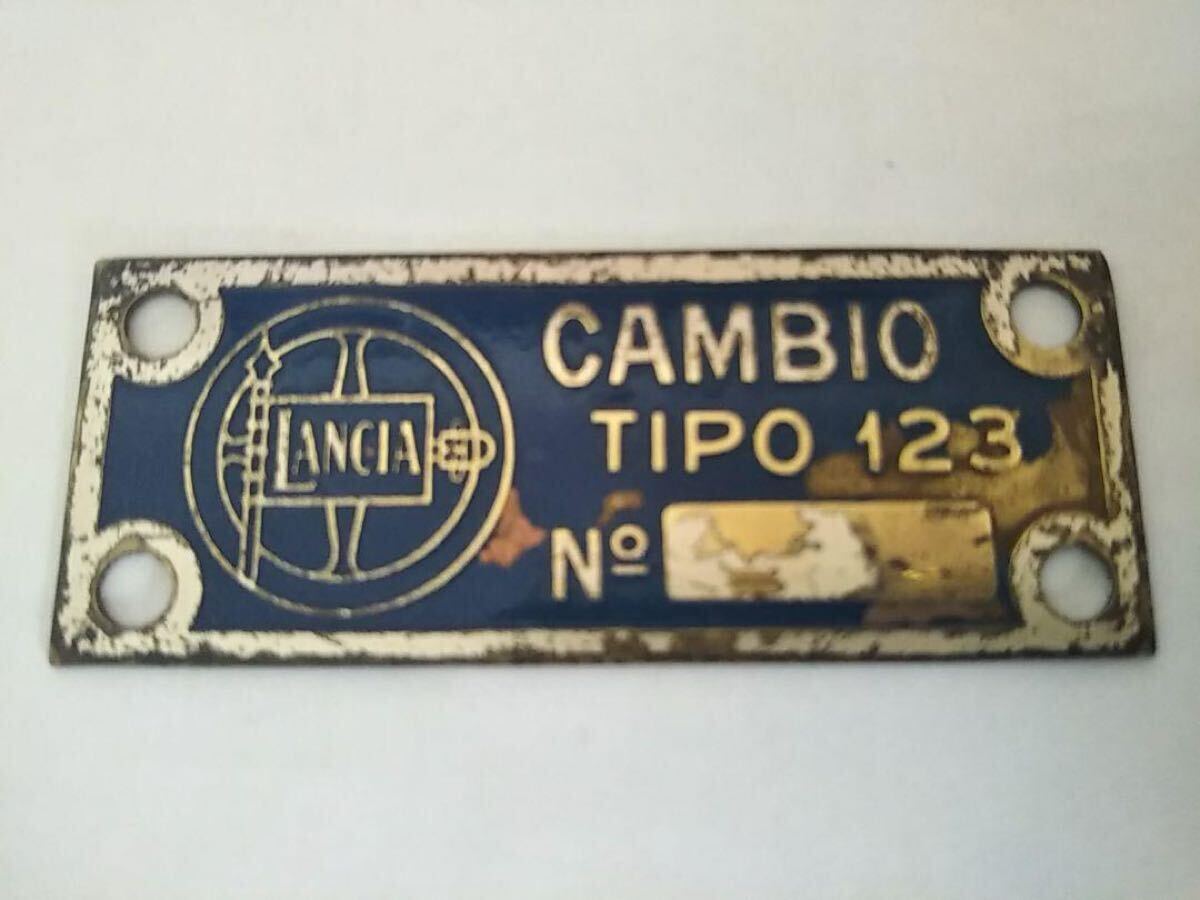 LANCIA
CAMBIO
TIPO 123
Nº